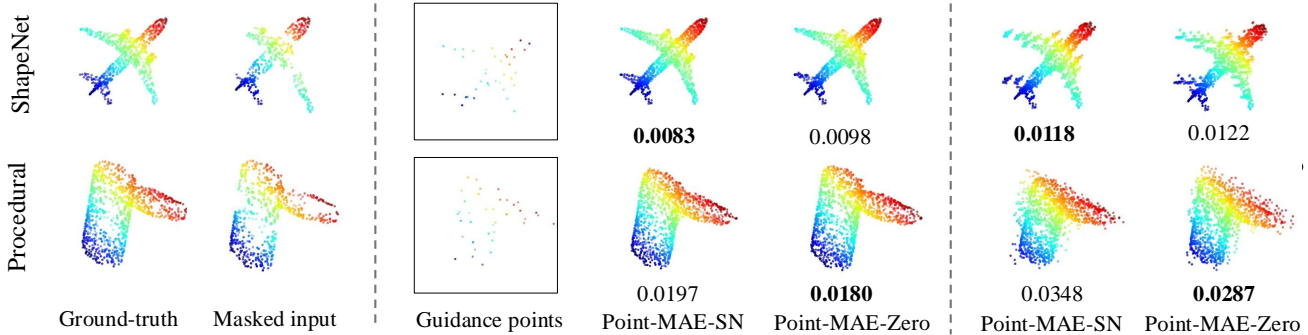 ShapeNet
0.0083 0.0098 0.0118 0.0122
Procedural
0.0197 0.0180 0.0348 0.0287
Ground-truth Masked input Guidance points Point-MAE-SN Point-MAE-Zero Point-MAE-SN Point-MAE-Zero